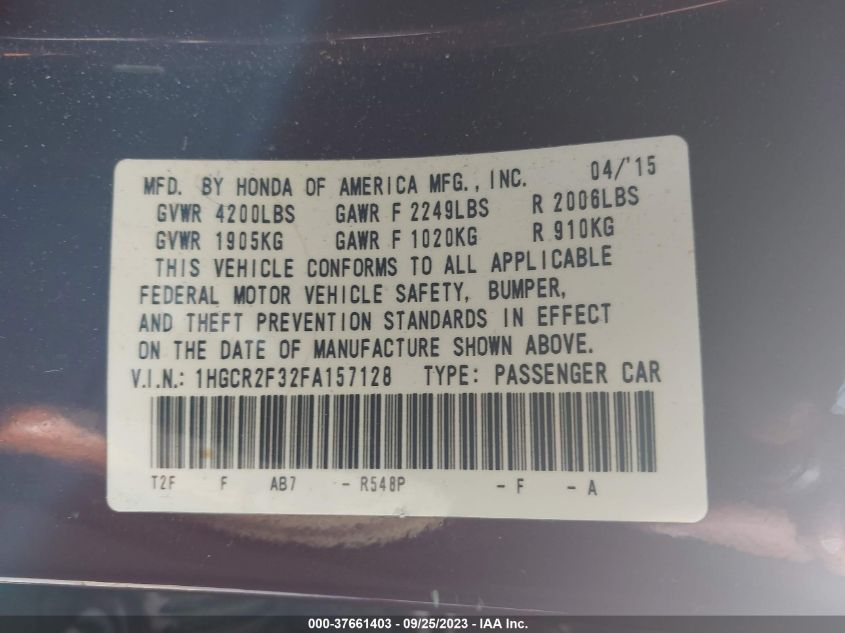 MFD. BY HONDA OF AMERICA MFG., INC. 04/'15
GVWR 4200LBS GAWR F 2249LBS R 2006LBS
GVWR 1905KG GAWR F 1020KG R 910KG
THIS VEHICLE CONFORMS TO ALL APPLICABLE
FEDERAL MOTOR VEHICLE SAFETY, BUMPER,
AND THEFT PREVENTION STANDARDS IN EFFECT
ON THE DATE OF MANUFACTURE SHOWN ABOVE.
V.I.N.: 1HGCR2F32FA157128 TYPE: PASSENGER CAR
T2F F AB7 - R548P - F - A
000-37661403 - 09/25/2023 - IAA Inc.